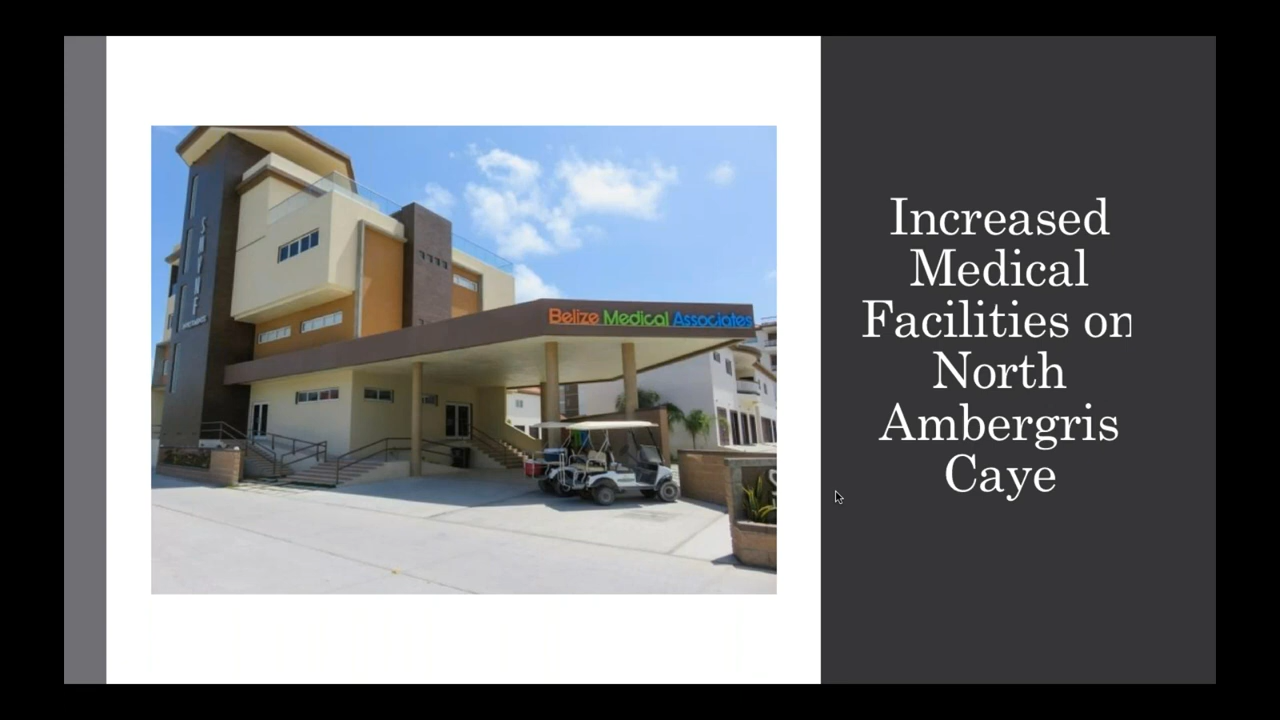 Belize Medical Associates
Increased
Medical
Facilities on
North
Ambergris
Caye